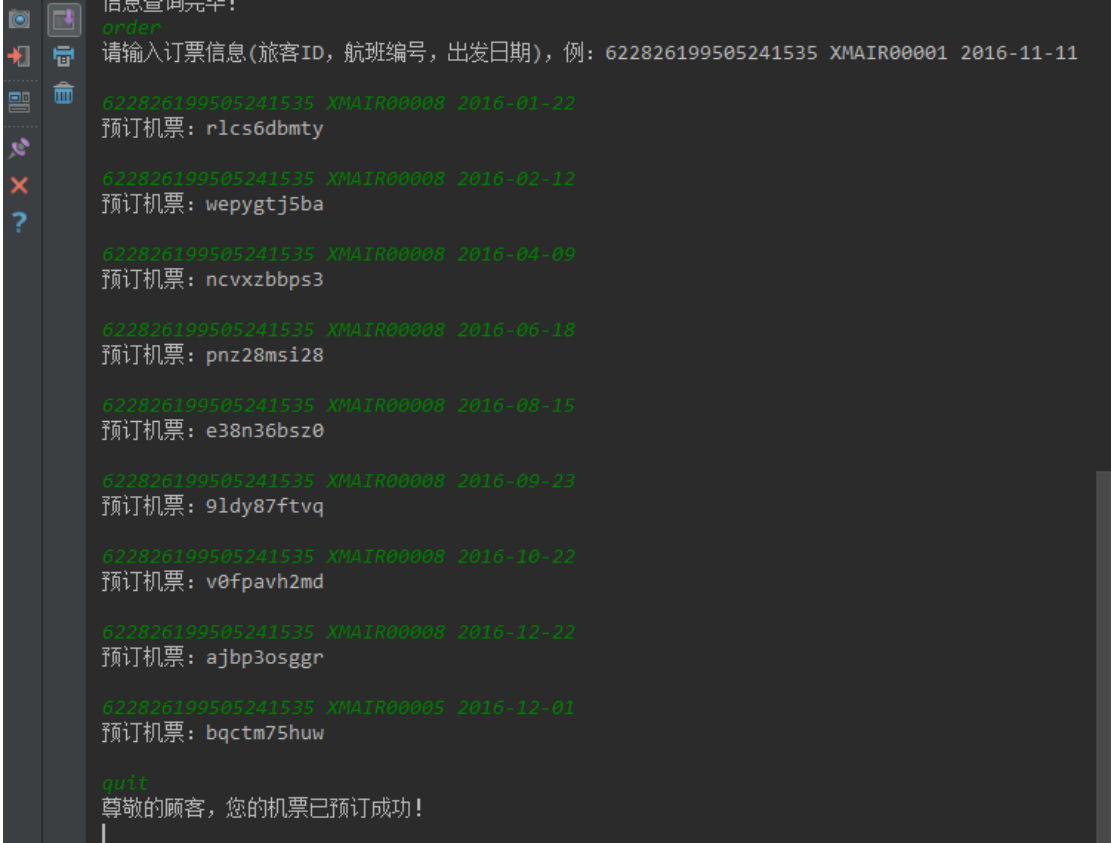 信息查询完毕!
order
请输入订票信息(旅客ID，航班编号，出发日期)，例：622826199505241535 XMAIR00001 2016-11-11
622826199505241535 XMAIR00008 2016-01-22
预订机票：rlcs6dbmty
622826199505241535 XMAIR00008 2016-02-12
预订机票：wepygtj5ba
622826199505241535 XMAIR00008 2016-04-09
预订机票：ncvxzbbps3
622826199505241535 XMAIR00008 2016-06-18
预订机票：pnz28msi28
622826199505241535 XMAIR00008 2016-08-15
预订机票：e38n36bsz0
622826199505241535 XMAIR00008 2016-09-23
预订机票：9ldy87ftvq
622826199505241535 XMAIR00008 2016-10-22
预订机票：v0fpavh2md
622826199505241535 XMAIR00008 2016-12-22
预订机票：ajbp3osggr
622826199505241535 XMAIR00005 2016-12-01
预订机票：bqctm75huw
quit
尊敬的顾客，您的机票已预订成功!